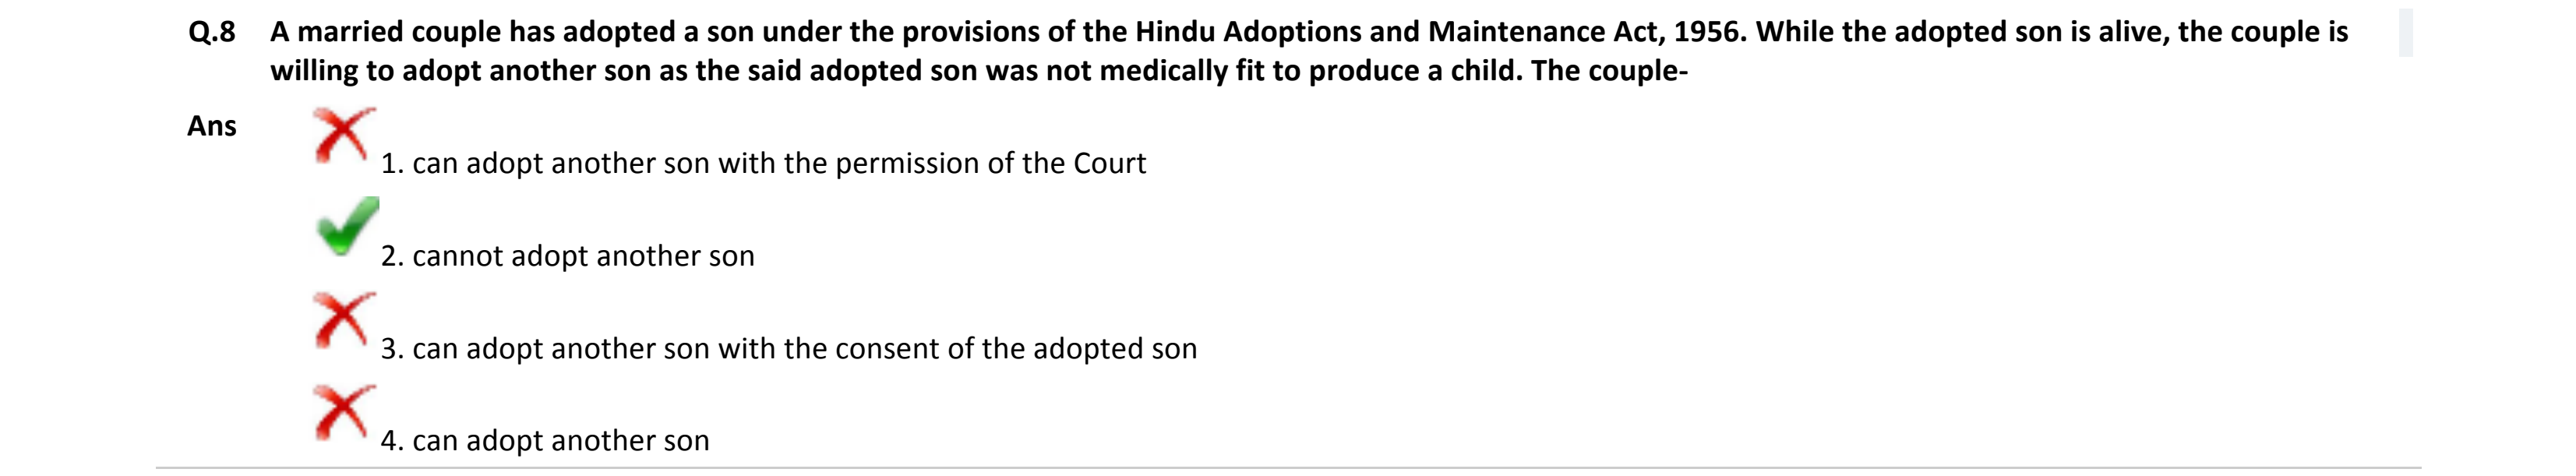 Q.8 A married couple has adopted a son under the provisions of the Hindu Adoptions and Maintenance Act, 1956. While the adopted son is alive, the couple is
willing to adopt another son as the said adopted son was not medically fit to produce a child. The couple-
Ans
1. can adopt another son with the permission of the Court
2. cannot adopt another son
3. can adopt another son with the consent of the adopted son
4. can adopt another son